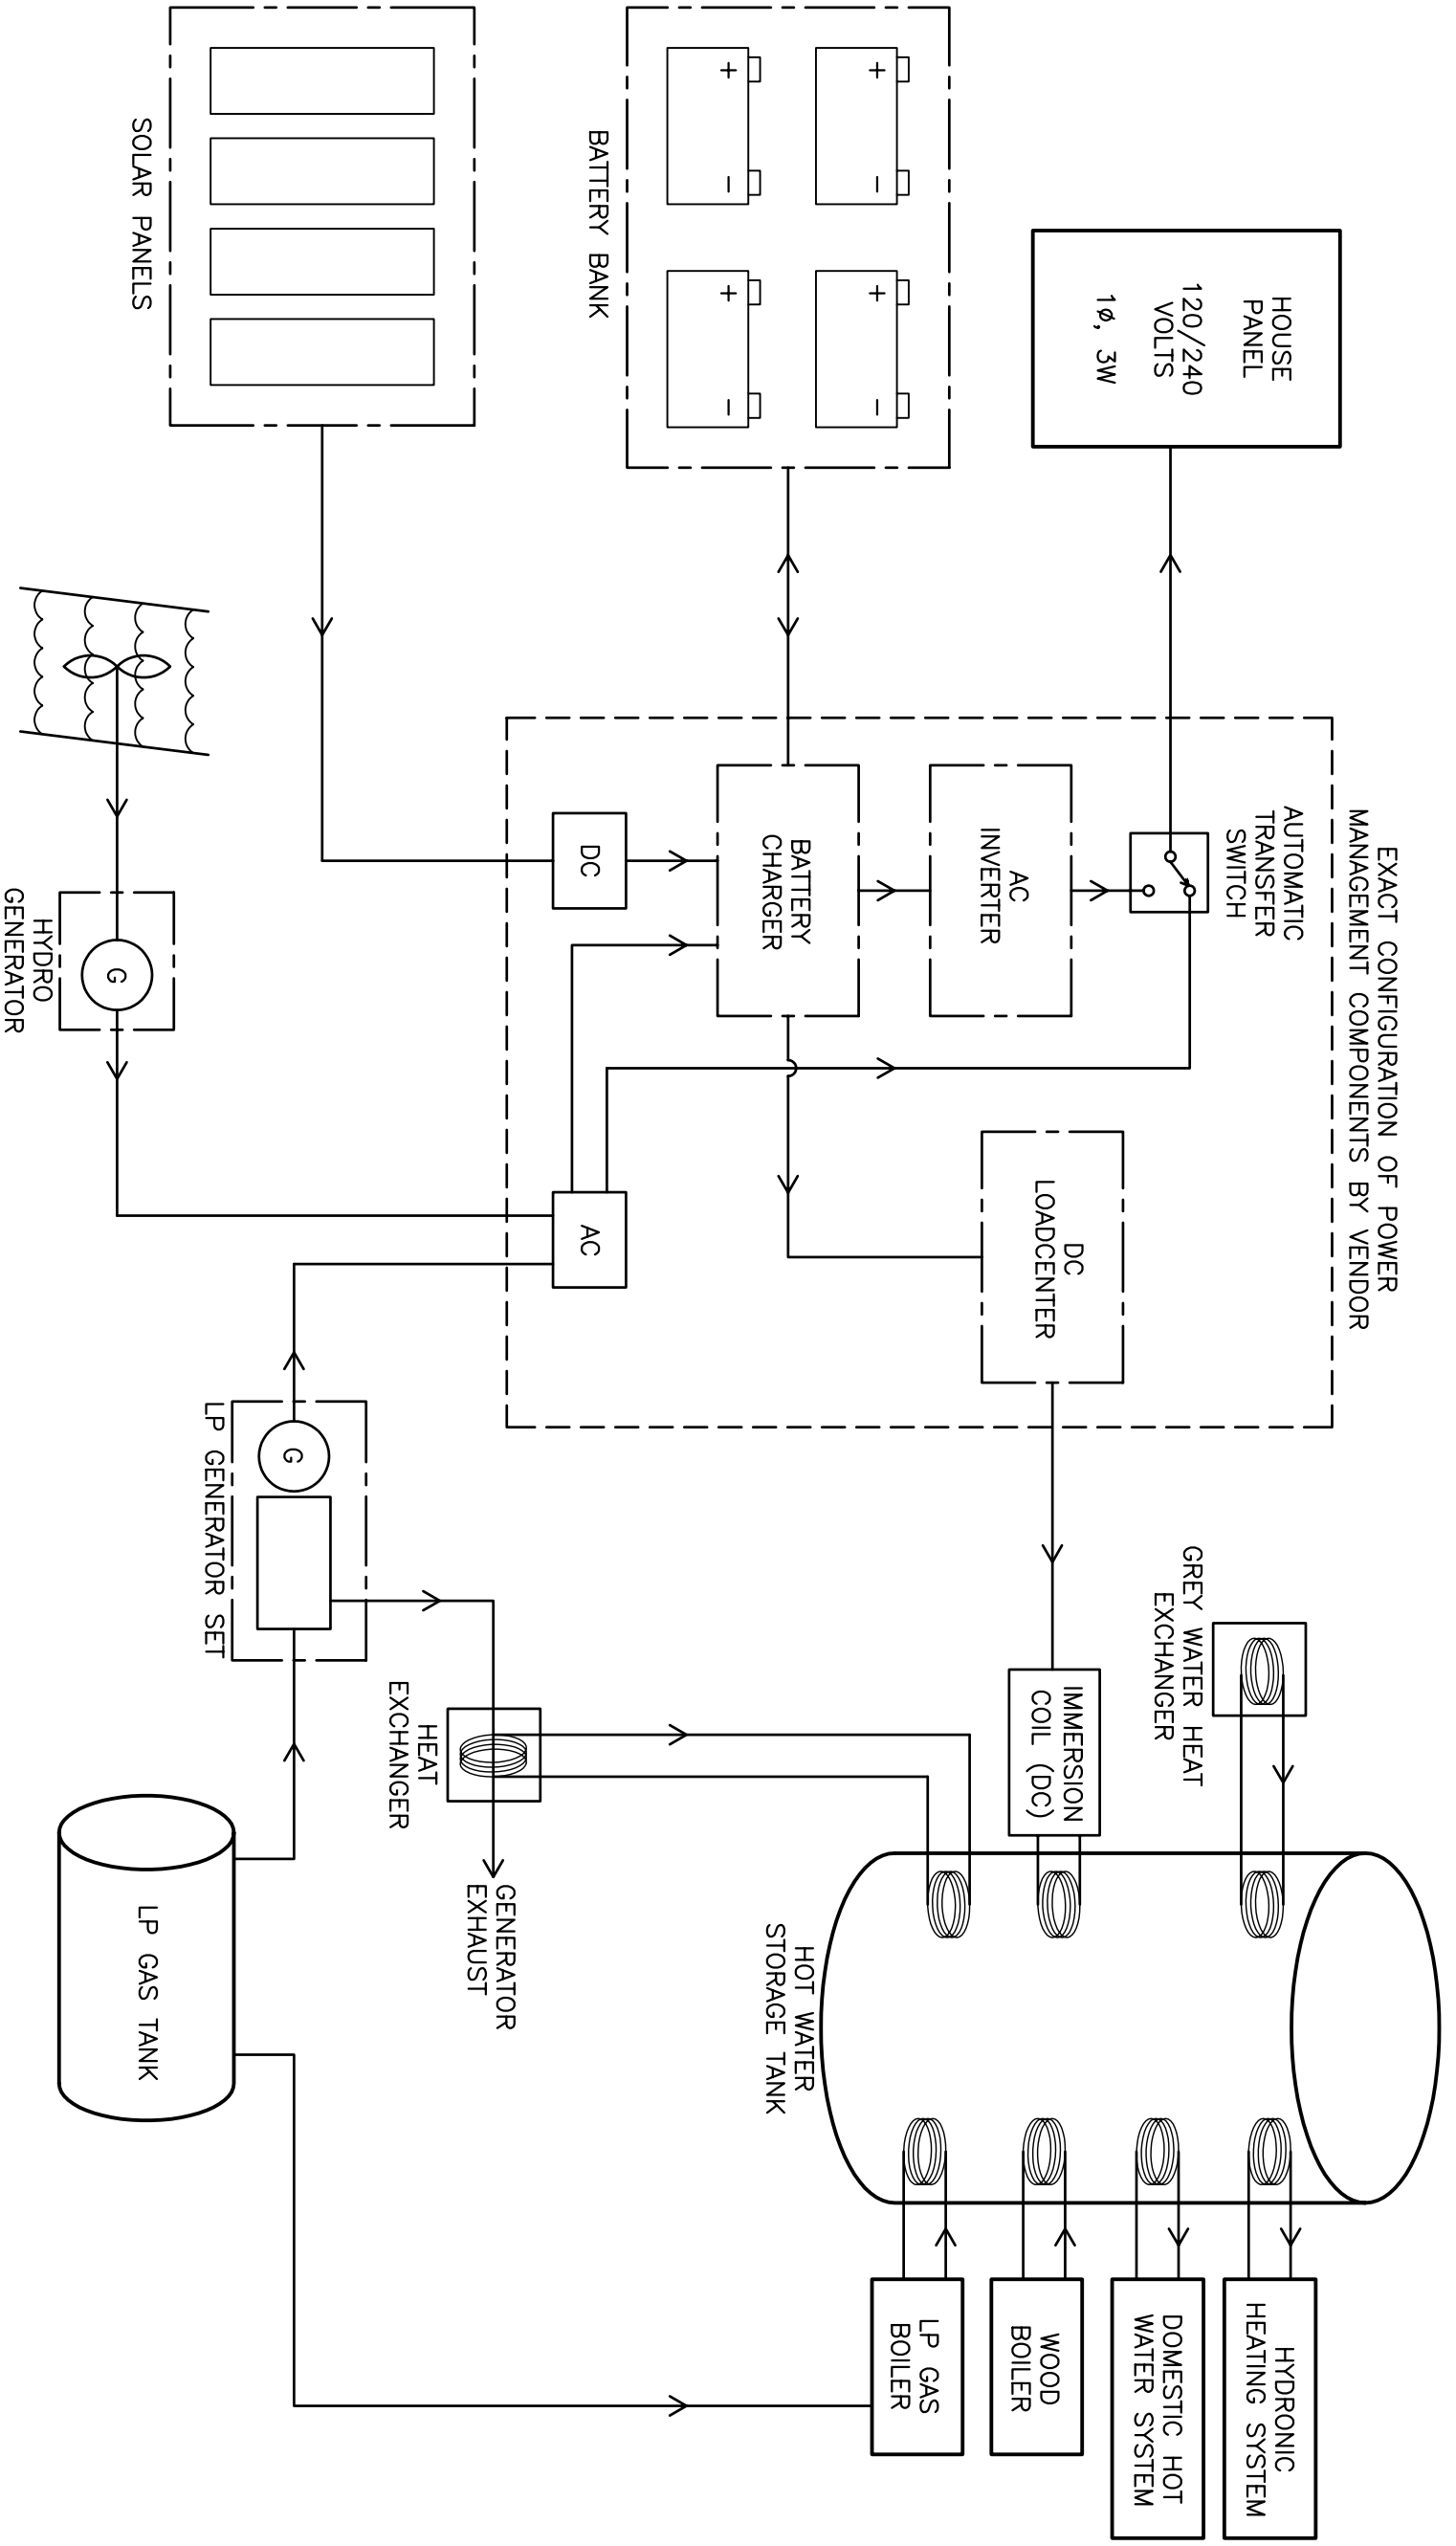 EXACT CONFIGURATION OF POWER
MANAGEMENT COMPONENTS BY VENDOR
HOUSE
PANEL
120/240
VOLTS
1ø, 3W
AUTOMATIC
TRANSFER
SWITCH
AC
INVERTER
DC
LOADCENTER
BATTERY
CHARGER
DC
AC
+
−
+
−
+
−
+
−
BATTERY BANK
SOLAR PANELS
G
HYDRO
GENERATOR
G
LP GENERATOR SET
GREY WATER HEAT
EXCHANGER
IMMERSION
COIL (DC)
HEAT
EXCHANGER
GENERATOR
EXHAUST
HOT WATER
STORAGE TANK
LP GAS TANK
HYDRONIC
HEATING SYSTEM
DOMESTIC HOT
WATER SYSTEM
WOOD
BOILER
LP GAS
BOILER